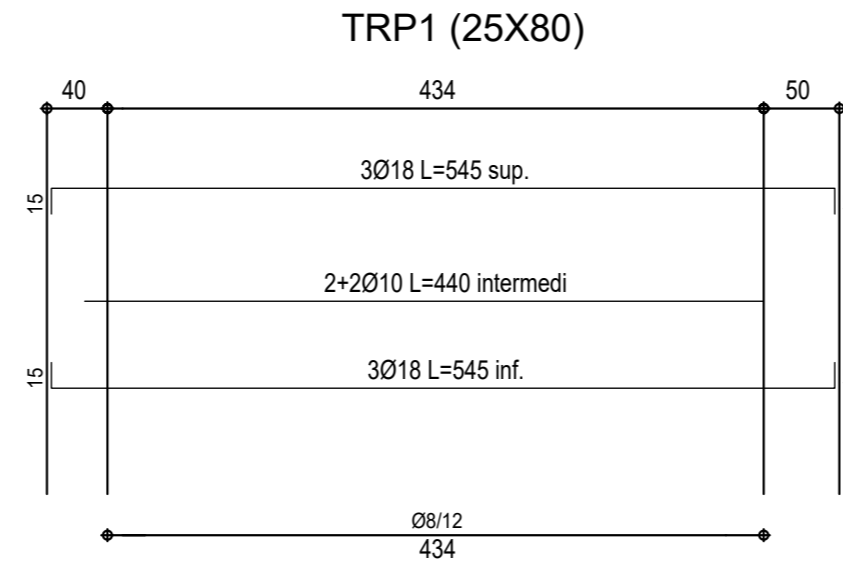 TRP1 (25X80)
40 434 50
3Ø18 L=545 sup.
15
2+2Ø10 L=440 intermedi
3Ø18 L=545 inf.
15
Ø8/12
434